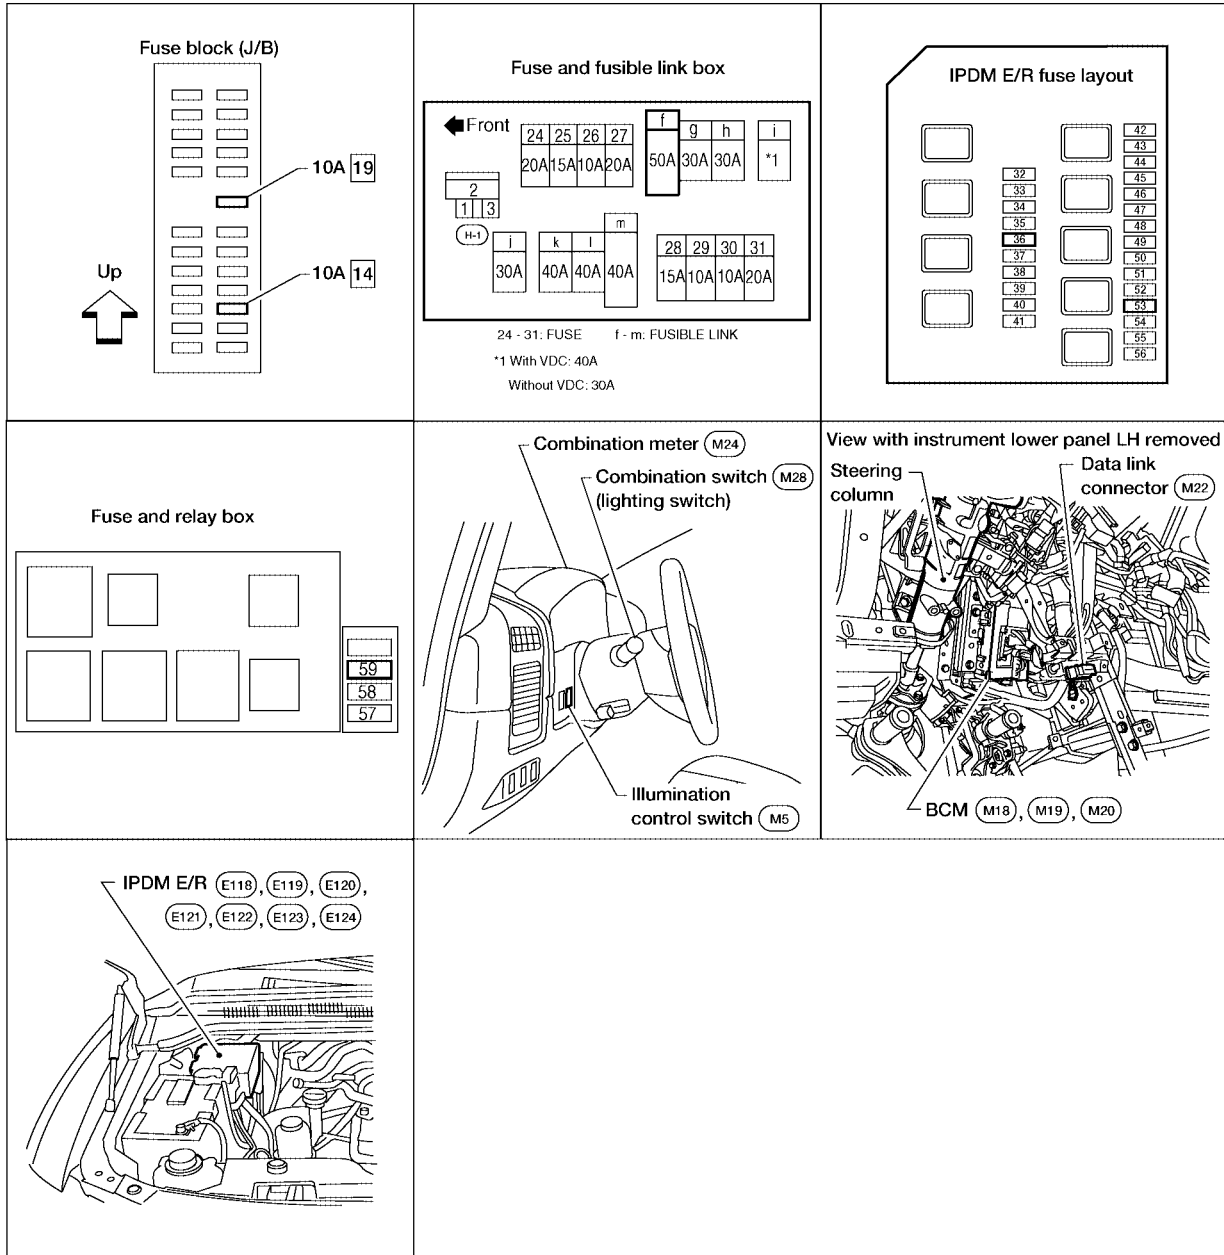 Fuse block (J/B)
10A 19
10A 14
Up
Fuse and fusible link box
Front
24 25 26 27
20A 15A 10A 20A
f g h i
50A 30A 30A *1
2
1 3
H-1
j k l m
30A 40A 40A 40A
28 29 30 31
15A 10A 10A 20A
24 - 31: FUSE f - m: FUSIBLE LINK
*1 With VDC: 40A
Without VDC: 30A
IPDM E/R fuse layout
32
33
34
35
36
37
38
39
40
41
42
43
44
45
46
47
48
49
50
51
52
53
54
55
56
Fuse and relay box
59
58
57
Combination meter M24
Combination switch M28
(lighting switch)
Illumination
control switch M5
View with instrument lower panel LH removed
Steering
column
Data link
connector M22
BCM M18, M19, M20
IPDM E/R E118, E119, E120,
E121, E122, E123, E124